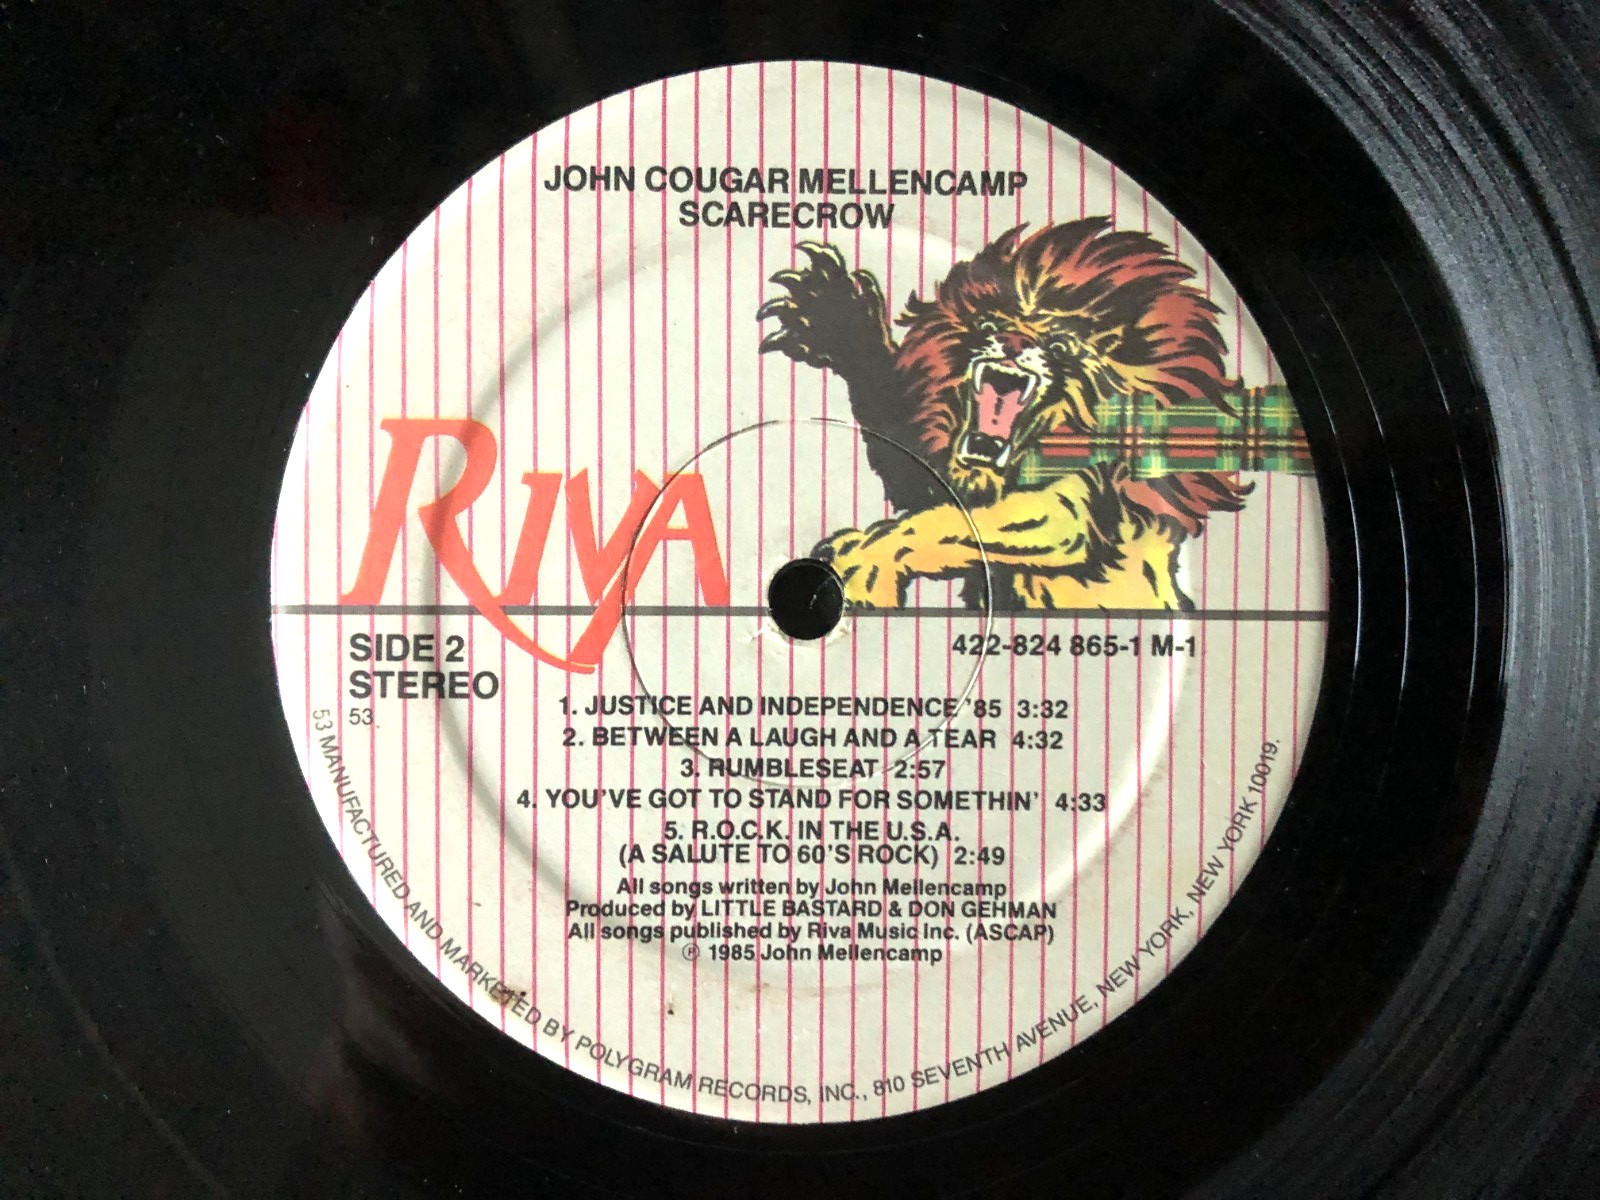 JOHN COUGAR MELLENCAMP
SCARECROW
RIVA
SIDE 2
STEREO
53
422-824 865-1 M-1
1. JUSTICE AND INDEPENDENCE '85 3:32
2. BETWEEN A LAUGH AND A TEAR 4:32
3. RUMBLESEAT 2:57
4. YOU'VE GOT TO STAND FOR SOMETHIN' 4:33
5. R.O.C.K. IN THE U.S.A.
(A SALUTE TO 60'S ROCK) 2:49
All songs written by John Mellencamp
Produced by LITTLE BASTARD & DON GEHMAN
All songs published by Riva Music Inc. (ASCAP)
℗ 1985 John Mellencamp
53 MANUFACTURED AND MARKETED BY POLYGRAM RECORDS, INC., 810 SEVENTH AVENUE, NEW YORK, NEW YORK 10019.